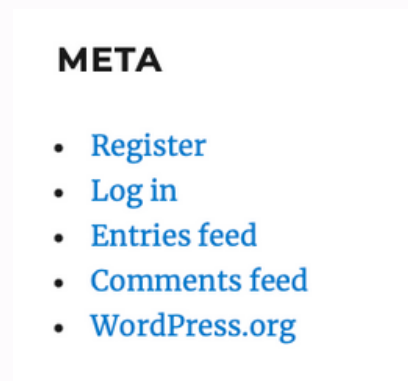 META
Register
Log in
Entries feed
Comments feed
WordPress.org